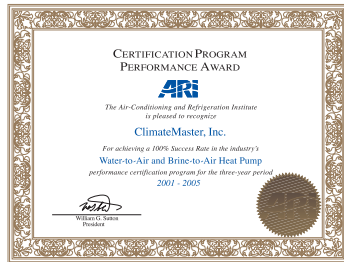 CERTIFICATION PROGRAM
PERFORMANCE AWARD
ARI
The Air-Conditioning and Refrigeration Institute
is pleased to recognize
ClimateMaster, Inc.
For achieving a 100% Success Rate in the industry's
Water-to-Air and Brine-to-Air Heat Pump
performance certification program for the three-year period
2001 - 2005
William G. Sutton
President
ARI